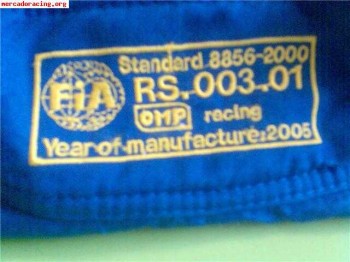 mercadoracing.org
Standard 8856-2000
FiA
RS.003.01
OMP racing
Year of manufacture: 2005